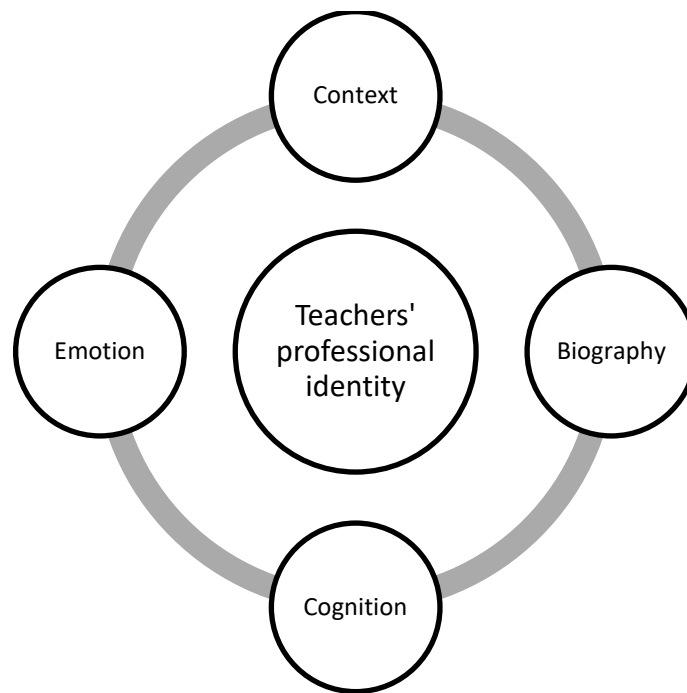 Context
Emotion
Teachers'
professional
identity
Biography
Cognition